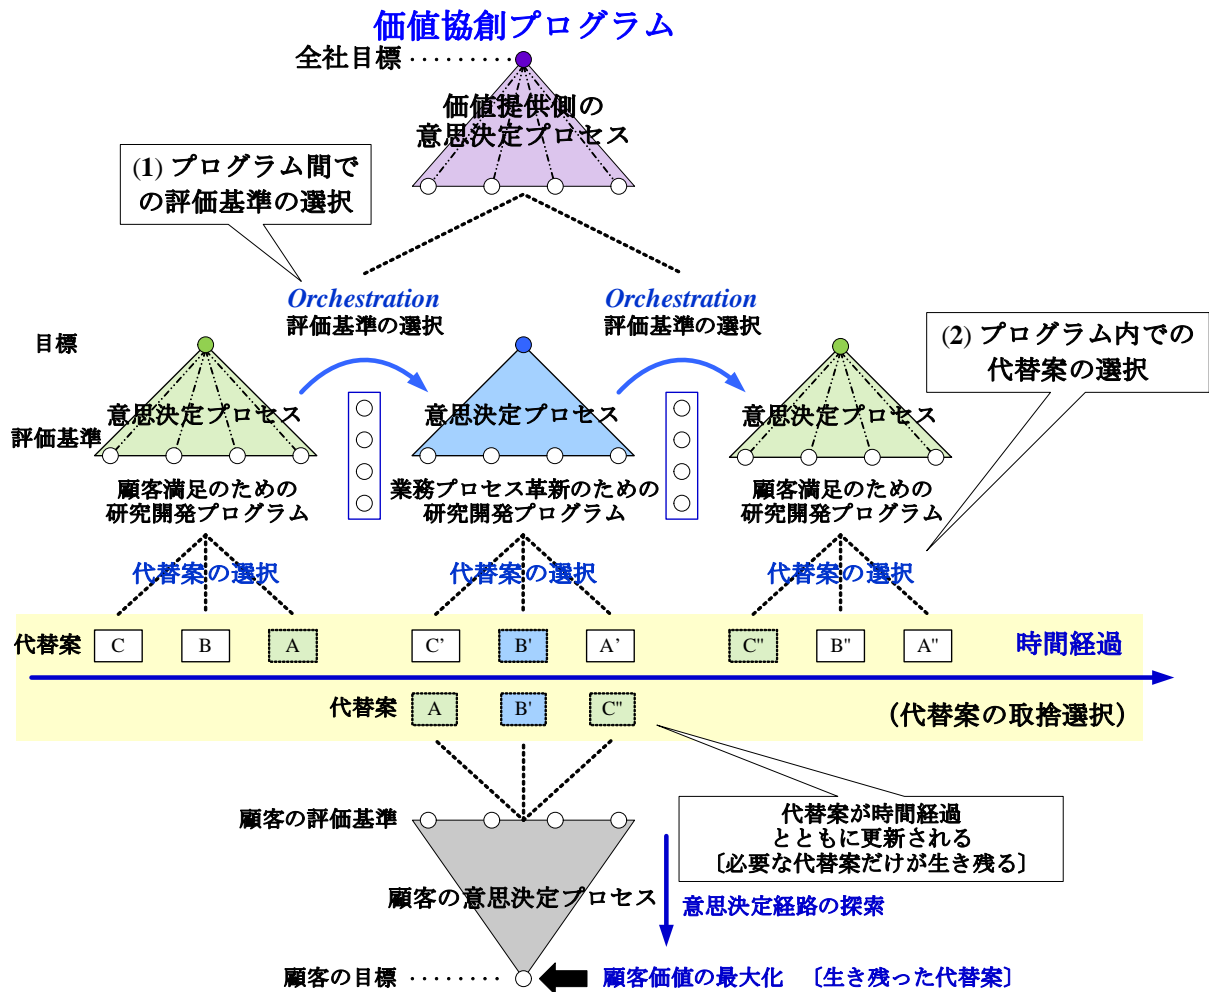 価値協創プログラム
全社目標
価値提供側の
意思決定プロセス
(1) プログラム間で
の評価基準の選択
Orchestration
評価基準の選択
Orchestration
評価基準の選択
(2) プログラム内での
代替案の選択
目標
評価基準
意思決定プロセス
意思決定プロセス
意思決定プロセス
顧客満足のための
研究開発プログラム
業務プロセス革新のための
研究開発プログラム
顧客満足のための
研究開発プログラム
代替案の選択
代替案の選択
代替案の選択
代替案
C
B
A
C’
B'
A’
C"
B"
A"
時間経過
代替案
A
B'
C"
（代替案の取捨選択）
代替案が時間経過
とともに更新される
〔必要な代替案だけが生き残る〕
顧客の評価基準
顧客の意思決定プロセス
意思決定経路の探索
顧客の目標
顧客価値の最大化 〔生き残った代替案〕